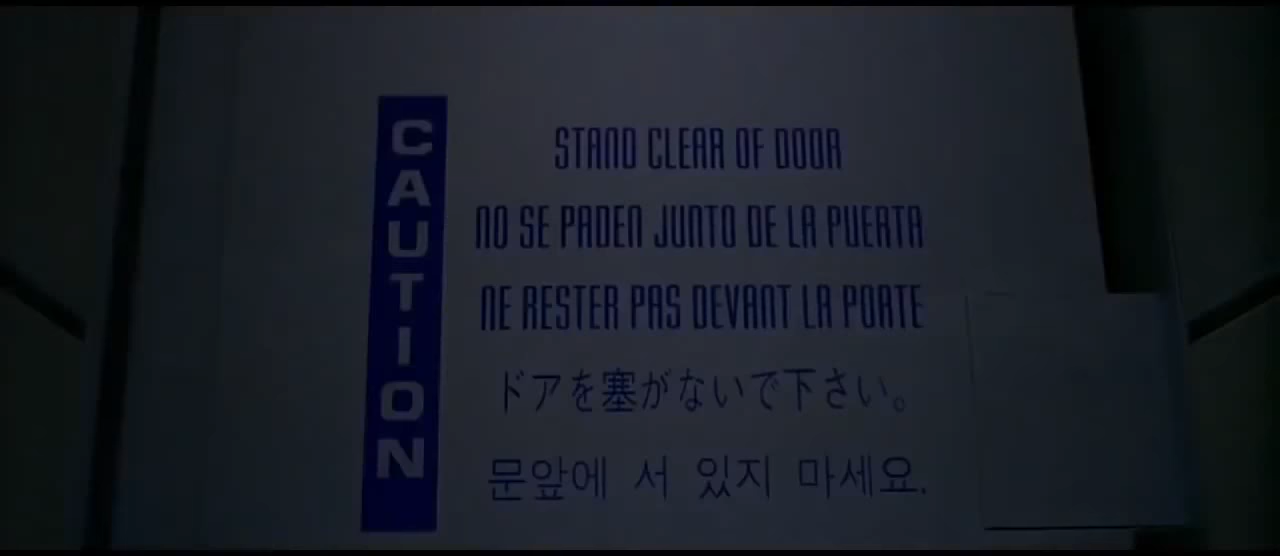 CAUTION
STAND CLEAR OF DOOR
NO SE PADEN JUNTO DE LA PUERTA
NE RESTER PAS DEVANT LA PORTE
ドアを塞がないで下さい。
문앞에 서 있지 마세요.